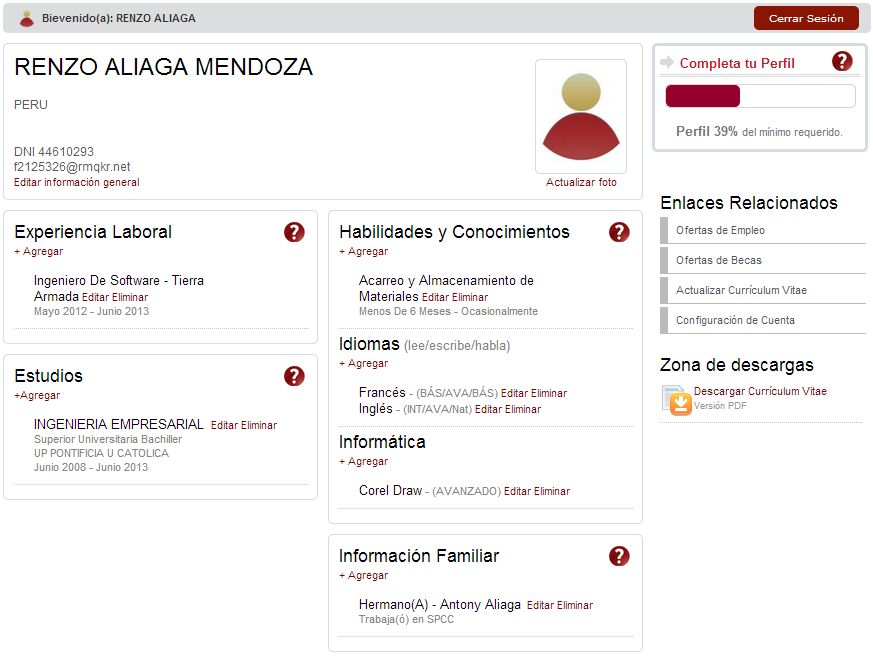 Bienvenido(a): RENZO ALIAGA
Cerrar Sesión
RENZO ALIAGA MENDOZA
PERU
DNI 44610293
f2125326@rmqkr.net
Editar información general
Actualizar foto
Completa tu Perfil
?
Perfil 39% del mínimo requerido.
Experiencia Laboral
?
+ Agregar
Ingeniero De Software - Tierra
Armada Editar Eliminar
Mayo 2012 - Junio 2013
Estudios
?
+Agregar
INGENIERIA EMPRESARIAL Editar Eliminar
Superior Universitaria Bachiller
UP PONTIFICIA U CATOLICA
Junio 2008 - Junio 2013
Habilidades y Conocimientos
?
+ Agregar
Acarreo y Almacenamiento de
Materiales Editar Eliminar
Menos De 6 Meses - Ocasionalmente
Idiomas (lee/escribe/habla)
+ Agregar
Francés - (BÁS/AVA/BÁS) Editar Eliminar
Inglés - (INT/AVA/Nat) Editar Eliminar
Informática
+ Agregar
Corel Draw - (AVANZADO) Editar Eliminar
Información Familiar
?
+ Agregar
Hermano(A) - Antony Aliaga Editar Eliminar
Trabaja(ó) en SPCC
Enlaces Relacionados
Ofertas de Empleo
Ofertas de Becas
Actualizar Currículum Vitae
Configuración de Cuenta
Zona de descargas
Descargar Currículum Vitae
Versión PDF